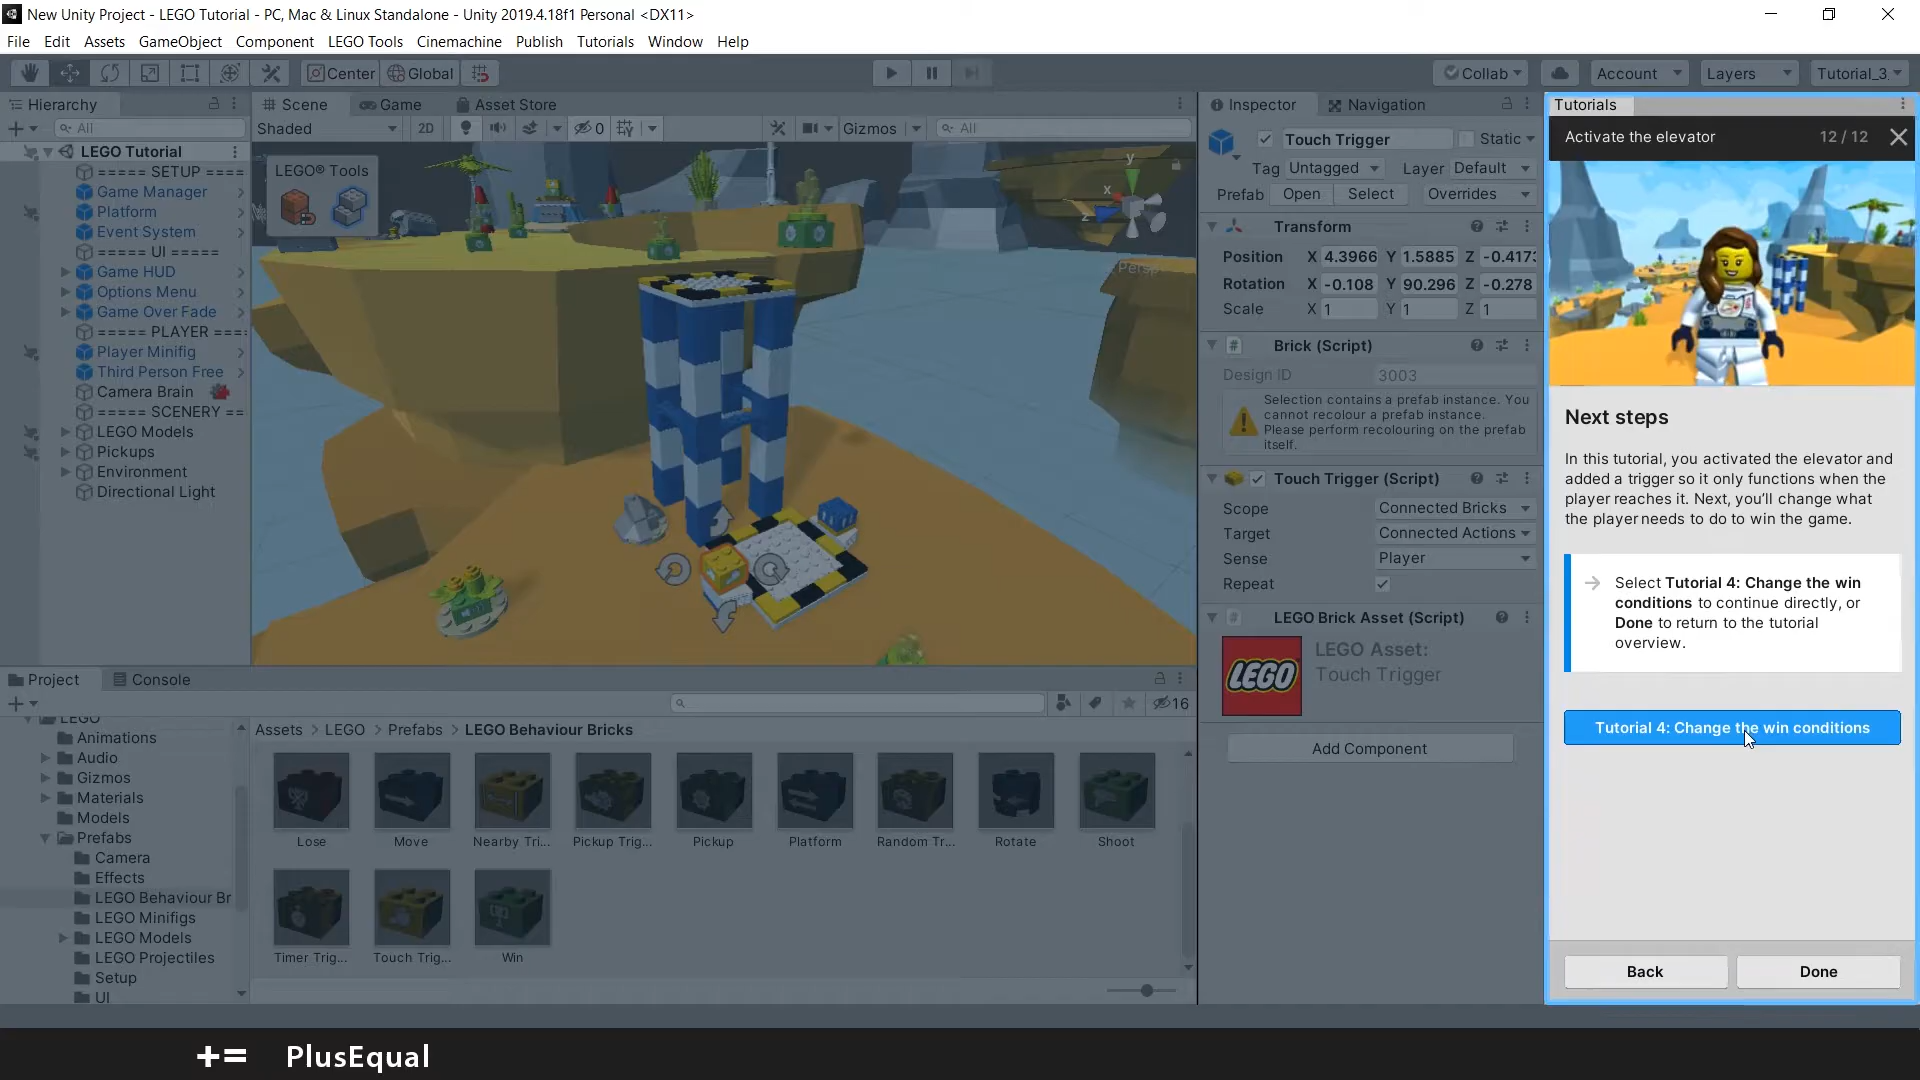 New Unity Project - LEGO Tutorial - PC, Mac & Linux Standalone - Unity 2019.4.18f1 Personal <DX11>
File Edit Assets GameObject Component LEGO Tools Cinemachine Publish Tutorials Window Help
Center Global Collab Account Layers Tutorial_3.
Hierarchy
All
LEGO Tutorial
===== SETUP ====
Game Manager
Platform
Event System
===== UI =====
Game HUD
Options Menu
Game Over Fade
===== PLAYER ====
Player Minifig
Third Person Free
Camera Brain
===== SCENERY ==
LEGO Models
Pickups
Environment
Directional Light
Scene Game Asset Store
Shaded 2D 0 Gizmos All
LEGO® Tools
y
x
z
Persp
Inspector Navigation
Touch Trigger Static
Tag Untagged Layer Default
Prefab Open Select Overrides
Transform
Position X 4.3966 Y 1.5885 Z -0.4173
Rotation X -0.108 Y 90.296 Z -0.278
Scale X 1 Y 1 Z 1
# Brick (Script)
Design ID 3003
Selection contains a prefab instance. You
cannot recolour a prefab instance.
Please perform recolouring on the prefab
itself.
Touch Trigger (Script)
Scope Connected Bricks
Target Connected Actions
Sense Player
Repeat
# LEGO Brick Asset (Script)
LEGO
LEGO Asset:
Touch Trigger
Add Component
Tutorials
Activate the elevator 12 / 12
Next steps
In this tutorial, you activated the elevator and
added a trigger so it only functions when the
player reaches it. Next, you'll change what
the player needs to do to win the game.
Select Tutorial 4: Change the win
conditions to continue directly, or
Done to return to the tutorial
overview.
Tutorial 4: Change the win conditions
Back Done
Project Console
16
LEGO
Animations
Audio
Gizmos
Materials
Models
Prefabs
Camera
Effects
LEGO Behaviour Br
LEGO Minifigs
LEGO Models
LEGO Projectiles
Setup
UI
Assets > LEGO > Prefabs > LEGO Behaviour Bricks
Lose Move Nearby Tri... Pickup Trig... Pickup Platform Random Tr... Rotate Shoot
Timer Trig... Touch Trig... Win
+= PlusEqual